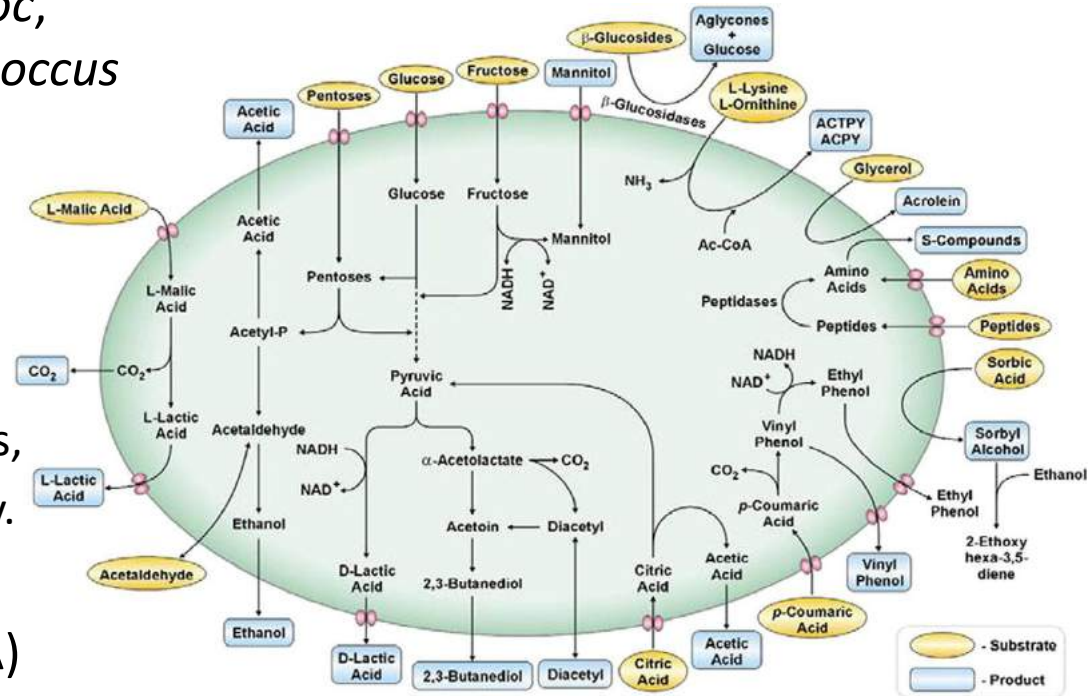 oc,
occus
s,
y.
A)
β-Glucosides
Aglycones
+
Glucose
Pentoses
Glucose
Fructose
Mannitol
β-Glucosidases
L-Lysine
L-Ornithine
Acetic
Acid
ACTPY
ACPY
Glycerol
NH3
Acrolein
L-Malic Acid
Glucose
Fructose
Acetic
Acid
Mannitol
Ac-CoA
S-Compounds
Pentoses
NADH
NAD+
Amino
Acids
Amino
Acids
L-Malic
Acid
Peptidases
Acetyl-P
Peptides
Peptides
CO2
CO2
Pyruvic
Acid
NADH
NAD+
Ethyl
Phenol
Sorbic
Acid
L-Lactic
Acid
Acetaldehyde
NADH
NAD+
α-Acetolactate
CO2
Vinyl
Phenol
Sorbyl
Alcohol
L-Lactic
Acid
CO2
Ethanol
p-Coumaric
Acid
Ethyl
Phenol
Ethanol
Acetoin
Diacetyl
2-Ethoxy
hexa-3,5-
diene
Acetaldehyde
D-Lactic
Acid
2,3-Butanediol
Citric
Acid
Acetic
Acid
Vinyl
Phenol
p-Coumaric
Acid
Ethanol
D-Lactic
Acid
2,3-Butanediol
Diacetyl
Citric
Acid
Acetic
Acid
- Substrate
- Product